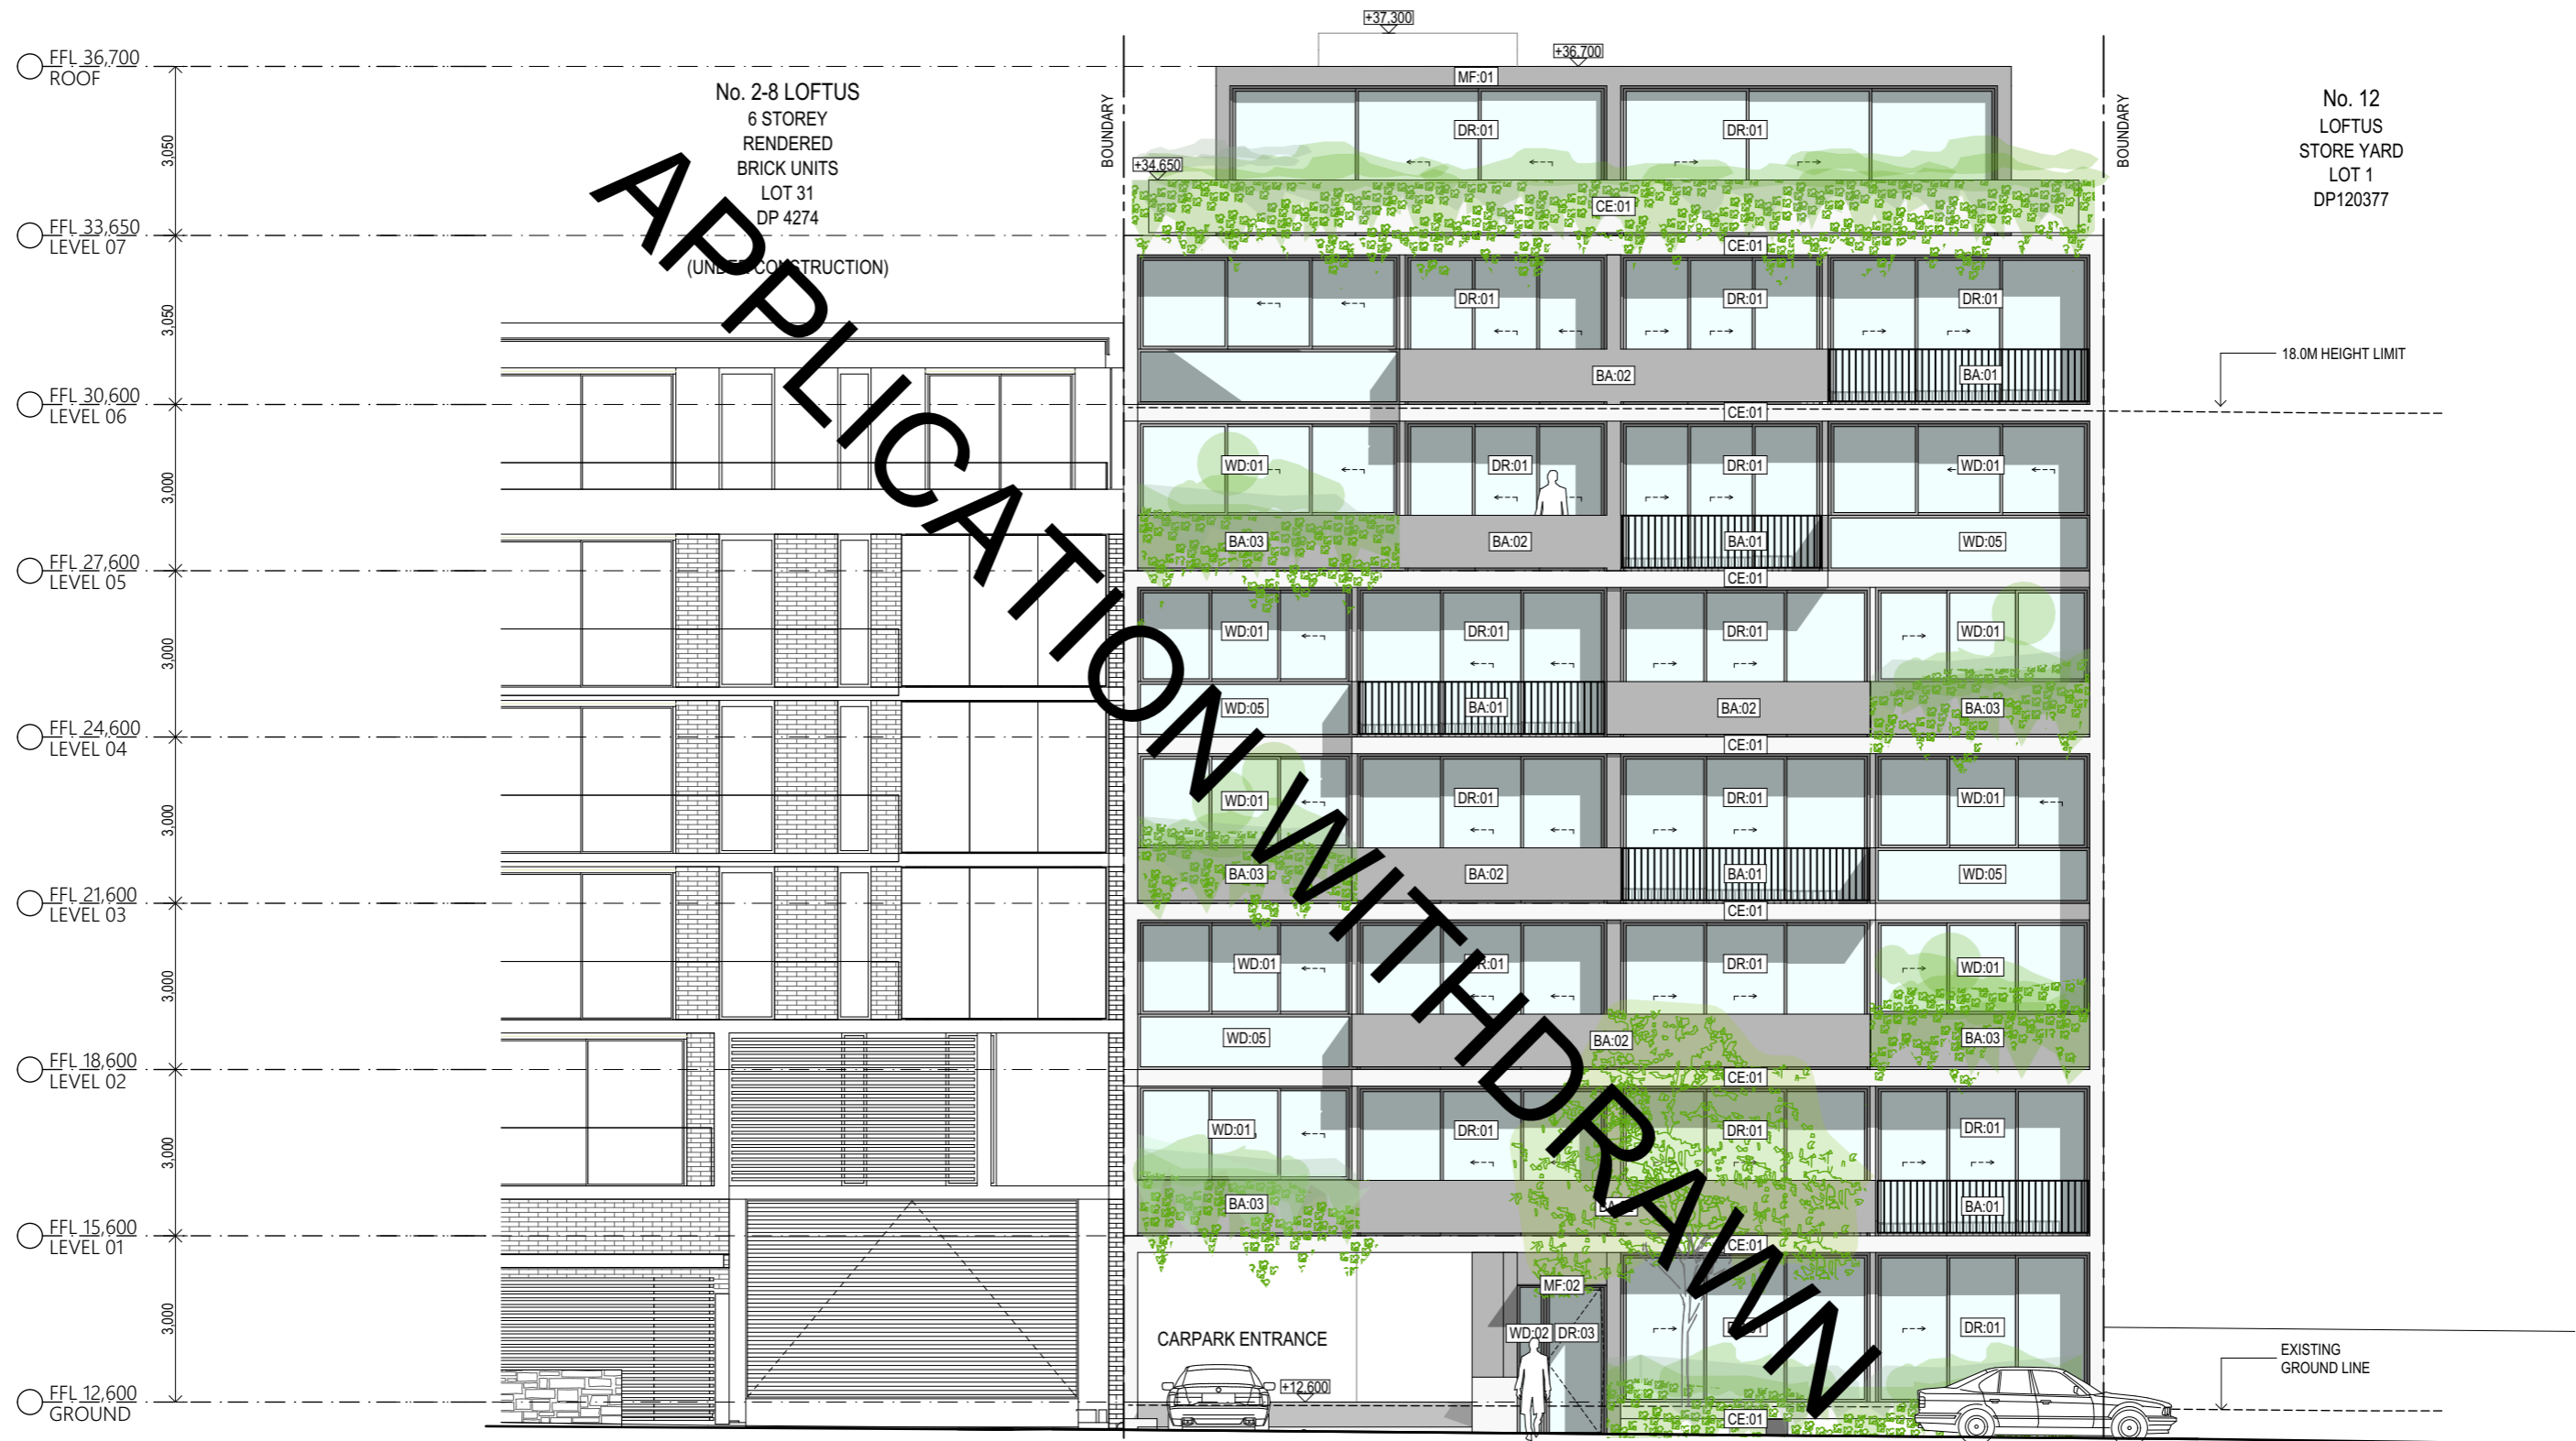 +37,300
FFL 36,700
ROOF
+36,700
MF:01
No. 2-8 LOFTUS
6 STOREY
RENDERED
BRICK UNITS
LOT 31
DP 4274
(UNDER CONSTRUCTION)
BOUNDARY
BOUNDARY
No. 12
LOFTUS
STORE YARD
LOT 1
DP120377
DR:01
DR:01
3,050
+34,650
CE:01
FFL 33,650
LEVEL 07
CE:01
DR:01
DR:01
DR:01
3,050
18.0M HEIGHT LIMIT
BA:02
BA:01
FFL 30,600
LEVEL 06
CE:01
WD:01
DR:01
DR:01
WD:01
3,000
BA:03
BA:02
BA:01
WD:05
FFL 27,600
LEVEL 05
CE:01
WD:01
DR:01
DR:01
WD:01
3,000
WD:05
BA:01
BA:02
BA:03
FFL 24,600
LEVEL 04
CE:01
WD:01
DR:01
DR:01
WD:01
3,000
BA:03
BA:02
BA:01
WD:05
FFL 21,600
LEVEL 03
CE:01
WD:01
DR:01
DR:01
WD:01
3,000
WD:05
BA:02
BA:03
FFL 18,600
LEVEL 02
CE:01
WD:01
DR:01
DR:01
DR:01
3,000
BA:03
BA:01
FFL 15,600
LEVEL 01
CE:01
MF:02
3,000
CARPARK ENTRANCE
WD:02
DR:03
DR:01
DR:01
EXISTING
GROUND LINE
+12,600
FFL 12,600
GROUND
CE:01
APPLICATION WITHDRAWN